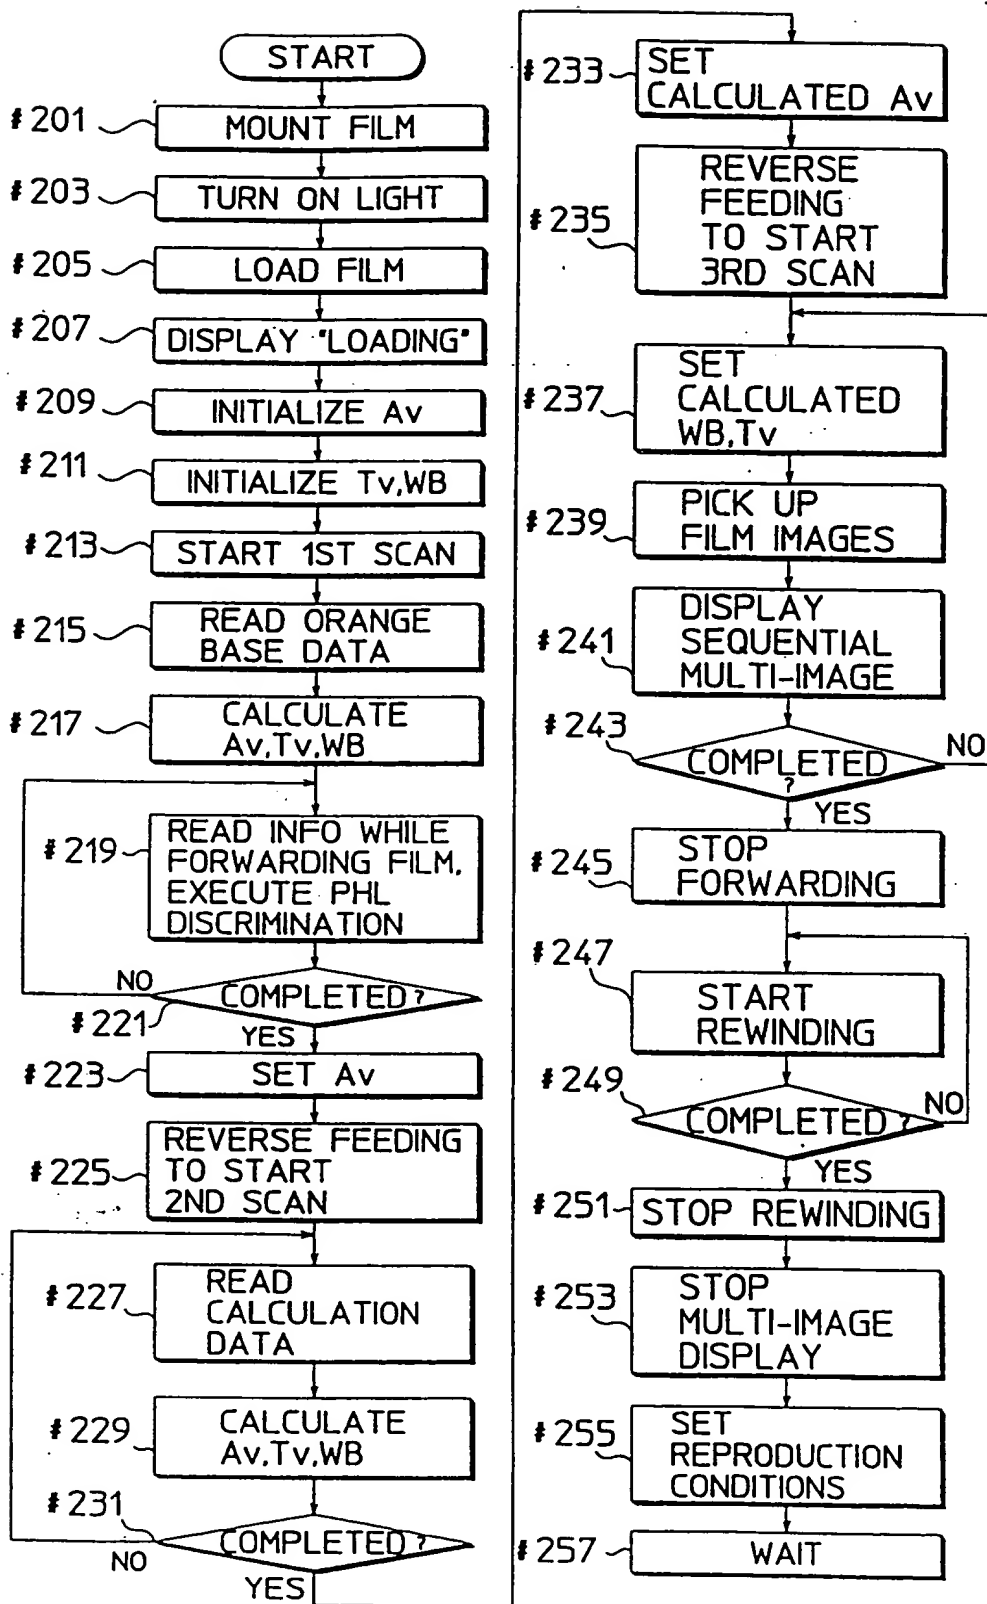 START
#201
MOUNT FILM
#203
TURN ON LIGHT
#205
LOAD FILM
#207
DISPLAY "LOADING"
#209
INITIALIZE Av
#211
INITIALIZE Tv,WB
#213
START 1ST SCAN
#215
READ ORANGE
BASE DATA
#217
CALCULATE
Av,Tv,WB
#219
READ INFO WHILE
FORWARDING FILM,
EXECUTE PHL
DISCRIMINATION
NO
COMPLETED?
#221
YES
#223
SET Av
#225
REVERSE FEEDING
TO START
2ND SCAN
#227
READ
CALCULATION
DATA
#229
CALCULATE
Av,Tv,WB
#231
COMPLETED?
NO
YES
#233
SET
CALCULATED Av
#235
REVERSE
FEEDING
TO START
3RD SCAN
#237
SET
CALCULATED
WB,Tv
#239
PICK UP
FILM IMAGES
#241
DISPLAY
SEQUENTIAL
MULTI-IMAGE
#243
COMPLETED
?
NO
YES
#245
STOP
FORWARDING
#247
START
REWINDING
#249
COMPLETED?
NO
YES
#251
STOP REWINDING
#253
STOP
MULTI-IMAGE
DISPLAY
#255
SET
REPRODUCTION
CONDITIONS
#257
WAIT